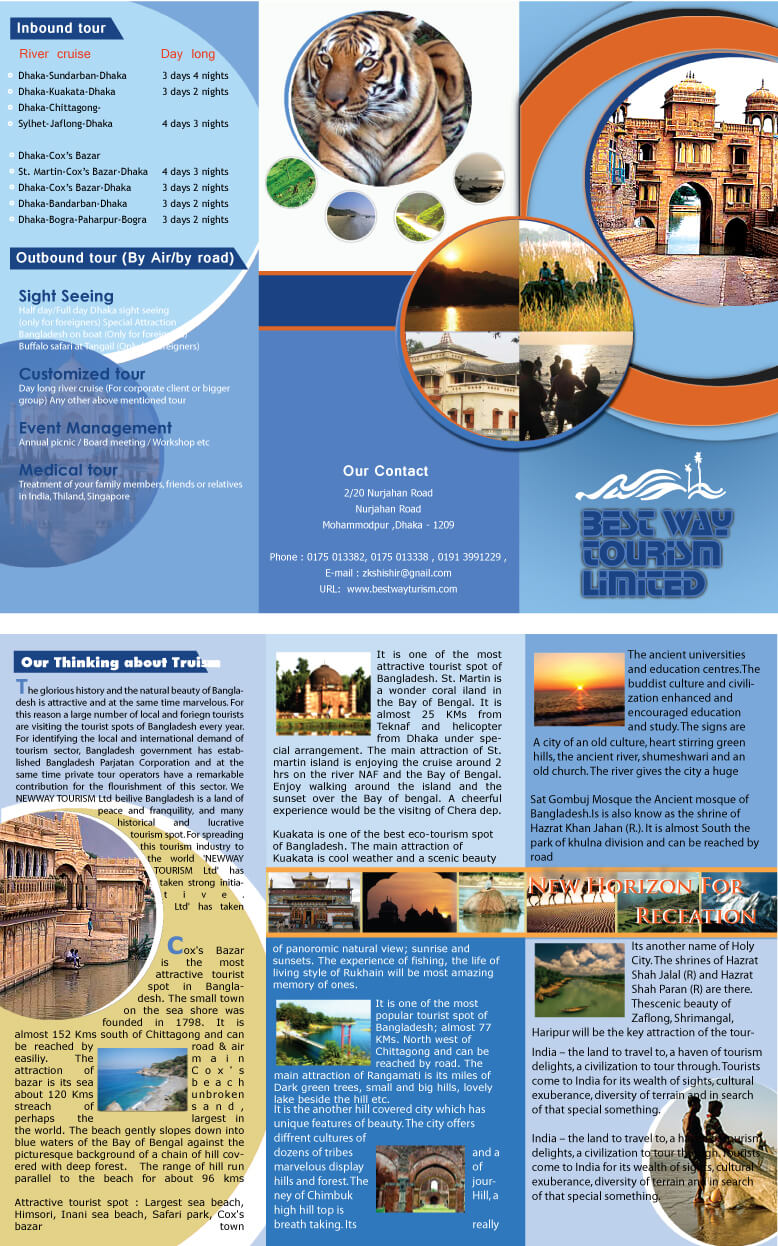 Inbound tour
River cruise Day long
Dhaka-Sundarban-Dhaka 3 days 4 nights
Dhaka-Kuakata-Dhaka 3 days 2 nights
Dhaka-Chittagong-
Sylhet-Jaflong-Dhaka 4 days 3 nights
Dhaka-Cox's Bazar
St. Martin-Cox's Bazar-Dhaka 4 days 3 nights
Dhaka-Cox's Bazar-Dhaka 3 days 2 nights
Dhaka-Bandarban-Dhaka 3 days 2 nights
Dhaka-Bogra-Paharpur-Bogra 3 days 2 nights
Outbound tour (By Air/by road)
Sight Seeing
Half day/Full day Dhaka sight seeing
(only for foreigners) Special Attraction
Bangladesh on boat (Only for foreigners)
Buffalo safari at Tangail (Only foreigners)
Customized tour
Day long river cruise (For corporate client or bigger
group) Any other above mentioned tour
Event Management
Annual picnic / Board meeting / Workshop etc
Medical tour
Treatment of your family members, friends or relatives
in India, Thiland, Singapore
Our Contact
2/20 Nurjahan Road
Nurjahan Road
Mohammodpur ,Dhaka - 1209
Phone : 0175 013382, 0175 013338 , 0191 3991229 ,
E-mail : zkshishir@gnail.com
URL: www.bestwayturism.com
BEST WAY
TOURISM
LIMITED
Our Thinking about Truism
The glorious history and the natural beauty of Bangla-
desh is attractive and at the same time marvelous. For
this reason a large number of local and foriegn tourists
are visiting the tourist spots of Bangladesh every year.
For identifying the local and international demand of
tourism sector, Bangladesh government has estab-
lished Bangladesh Parjatan Corporation and at the
same time private tour operators have a remarkable
contribution for the flourishment of this sector. We
NEWWAY TOURISM Ltd beilive Bangladesh is a land of
peace and franquility, and many
historical and lucrative
tourism spot. For spreading
this tourism industry to
the world 'NEWWAY
TOURISM Ltd' has
taken strong initia-
tive.
Ltd' has taken
Cox's Bazar
is the most
attractive tourist
spot in Bangla-
desh. The small town
on the sea shore was
founded in 1798. It is
almost 152 Kms south of Chittagong and can
be reached by road & air
easiliy. The main
attraction of Cox's
bazar is its sea beach
about 120 Kms unbroken
streach of sand,
perhaps the largest in
the world. The beach gently slopes down into
blue waters of the Bay of Bengal against the
picturesque background of a chain of hill cov-
ered with deep forest. The range of hill run
parallel to the beach for about 96 kms
Attractive tourist spot : Largest sea beach,
Himsori, Inani sea beach, Safari park, Cox's
bazar town
It is one of the most
attractive tourist spot of
Bangladesh. St. Martin is
a wonder coral iland in
the Bay of Bengal. It is
almost 25 KMs from
Teknaf and helicopter
from Dhaka under spe-
cial arrangement. The main attraction of St.
martin island is enjoying the cruise around 2
hrs on the river NAF and the Bay of Bengal.
Enjoy walking around the island and the
sunset over the Bay of bengal. A cheerful
experience would be the visitng of Chera dep.
Kuakata is one of the best eco-tourism spot
of Bangladesh. The main attraction of
Kuakata is cool weather and a scenic beauty
of panoromic natural view; sunrise and
sunsets. The experience of fishing, the life of
living style of Rukhain will be most amazing
memory of ones.
It is one of the most
popular tourist spot of
Bangladesh; almost 77
KMs. North west of
Chittagong and can be
reached by road. The
main attraction of Rangamati is its miles of
Dark green trees, small and big hills, lovely
lake beside the hill etc.
It is the another hill covered city which has
unique features of beauty. The city offers
diffrent cultures of
dozens of tribes and a
marvelous display of
hills and forest. The jour-
ney of Chimbuk Hill, a
high hill top is
breath taking. Its really
The ancient universities
and education centres.The
buddist culture and civili-
zation enhanced and
encouraged education
and study. The signs are
A city of an old culture, heart stirring green
hills, the ancient river, shumeshwari and an
old church. The river gives the city a huge
Sat Gombuj Mosque the Ancient mosque of
Bangladesh.Is is also know as the shrine of
Hazrat Khan Jahan (R.). It is almost South the
park of khulna division and can be reached by
road
New Horizon For
Receation
Its another name of Holy
City. The shrines of Hazrat
Shah Jalal (R) and Hazrat
Shah Paran (R) are there.
Thescenic beauty of
Zaflong, Shrimangal,
Haripur will be the key attraction of the tour-
India – the land to travel to, a haven of tourism
delights, a civilization to tour through. Tourists
come to India for its wealth of sights, cultural
exuberance, diversity of terrain and in search
of that special something.
India – the land to travel to, a haven of tourism
delights, a civilization to tour through. Tourists
come to India for its wealth of sights, cultural
exuberance, diversity of terrain and in search
of that special something.